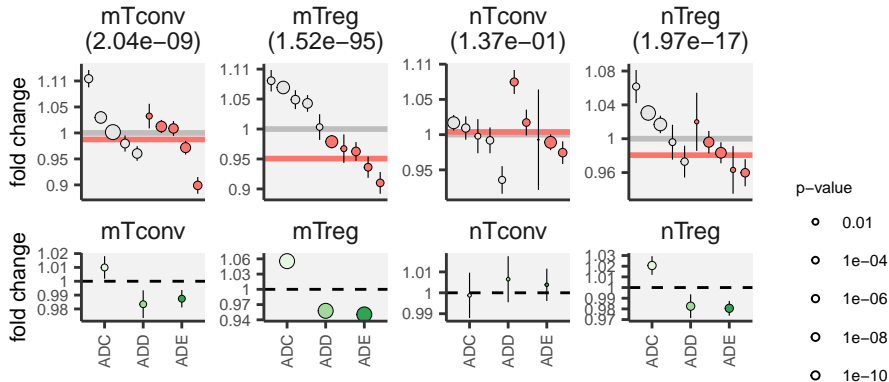 mTconv
(2.04e−09)
mTreg
(1.52e−95)
nTconv
(1.37e−01)
nTreg
(1.97e−17)
fold change
1.11
1.05
1
0.95
0.9
1.11
1.05
1
0.95
0.9
1.11
1.05
1
0.95
1.08
1.04
1
0.96
mTconv
mTreg
nTconv
nTreg
fold change
1.02
1.01
1
0.99
0.98
1.06
1.03
1
0.97
0.94
1.01
1
0.99
1.03
1.02
1.01
1
0.99
0.98
0.97
ADC
ADD
ADE
ADC
ADD
ADE
ADC
ADD
ADE
ADC
ADD
ADE
p−value
0.01
1e−04
1e−06
1e−08
1e−10